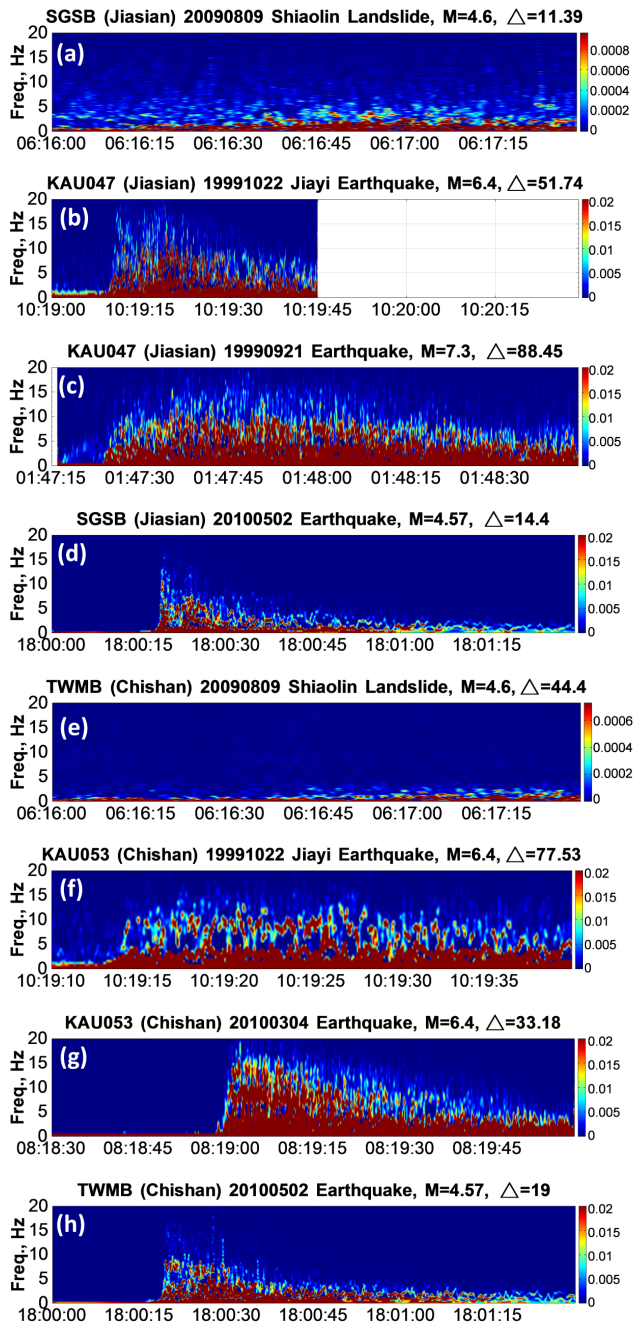 SGSB (Jiasian) 20090809 Shiaolin Landslide, M=4.6, △=11.39
(a)
Freq., Hz
20
15
10
5
0
0.0008
0.0004
0.0002
0
06:16:00 06:16:15 06:16:30 06:16:45 06:17:00 06:17:15
KAU047 (Jiasian) 19991022 Jiayi Earthquake, M=6.4, △=51.74
(b)
Freq., Hz
20
15
10
5
0
0.02
0.015
0.01
0.005
0
10:19:00 10:19:15 10:19:30 10:19:45 10:20:00 10:20:15
KAU047 (Jiasian) 19990921 Earthquake, M=7.3, △=88.45
(c)
Freq., Hz
20
15
10
5
0
0.02
0.015
0.01
0.005
0
01:47:15 01:47:30 01:47:45 01:48:00 01:48:15 01:48:30
SGSB (Jiasian) 20100502 Earthquake, M=4.57, △=14.4
(d)
Freq., Hz
20
15
10
5
0
0.02
0.015
0.01
0.005
0
18:00:00 18:00:15 18:00:30 18:00:45 18:01:00 18:01:15
TWMB (Chishan) 20090809 Shiaolin Landslide, M=4.6, △=44.4
(e)
Freq., Hz
20
15
10
5
0
0.0006
0.0004
0.0002
0
06:16:00 06:16:15 06:16:30 06:16:45 06:17:00 06:17:15
KAU053 (Chishan) 19991022 Jiayi Earthquake, M=6.4, △=77.53
(f)
Freq., Hz
20
15
10
5
0
0.02
0.015
0.01
0.005
0
10:19:10 10:19:15 10:19:20 10:19:25 10:19:30 10:19:35
KAU053 (Chishan) 20100304 Earthquake, M=6.4, △=33.18
(g)
Freq., Hz
20
15
10
5
0
0.02
0.015
0.01
0.005
0
08:18:30 08:18:45 08:19:00 08:19:15 08:19:30 08:19:45
TWMB (Chishan) 20100502 Earthquake, M=4.57, △=19
(h)
Freq., Hz
20
15
10
5
0
0.02
0.015
0.01
0.005
0
18:00:00 18:00:15 18:00:30 18:00:45 18:01:00 18:01:15